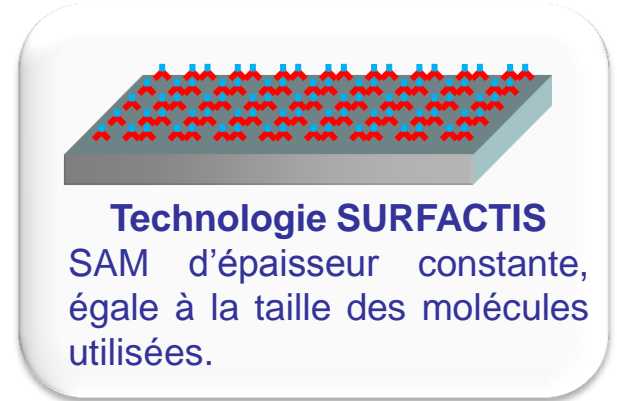 Technologie SURFACTIS
SAM d'épaisseur constante,
égale à la taille des molécules
utilisées.